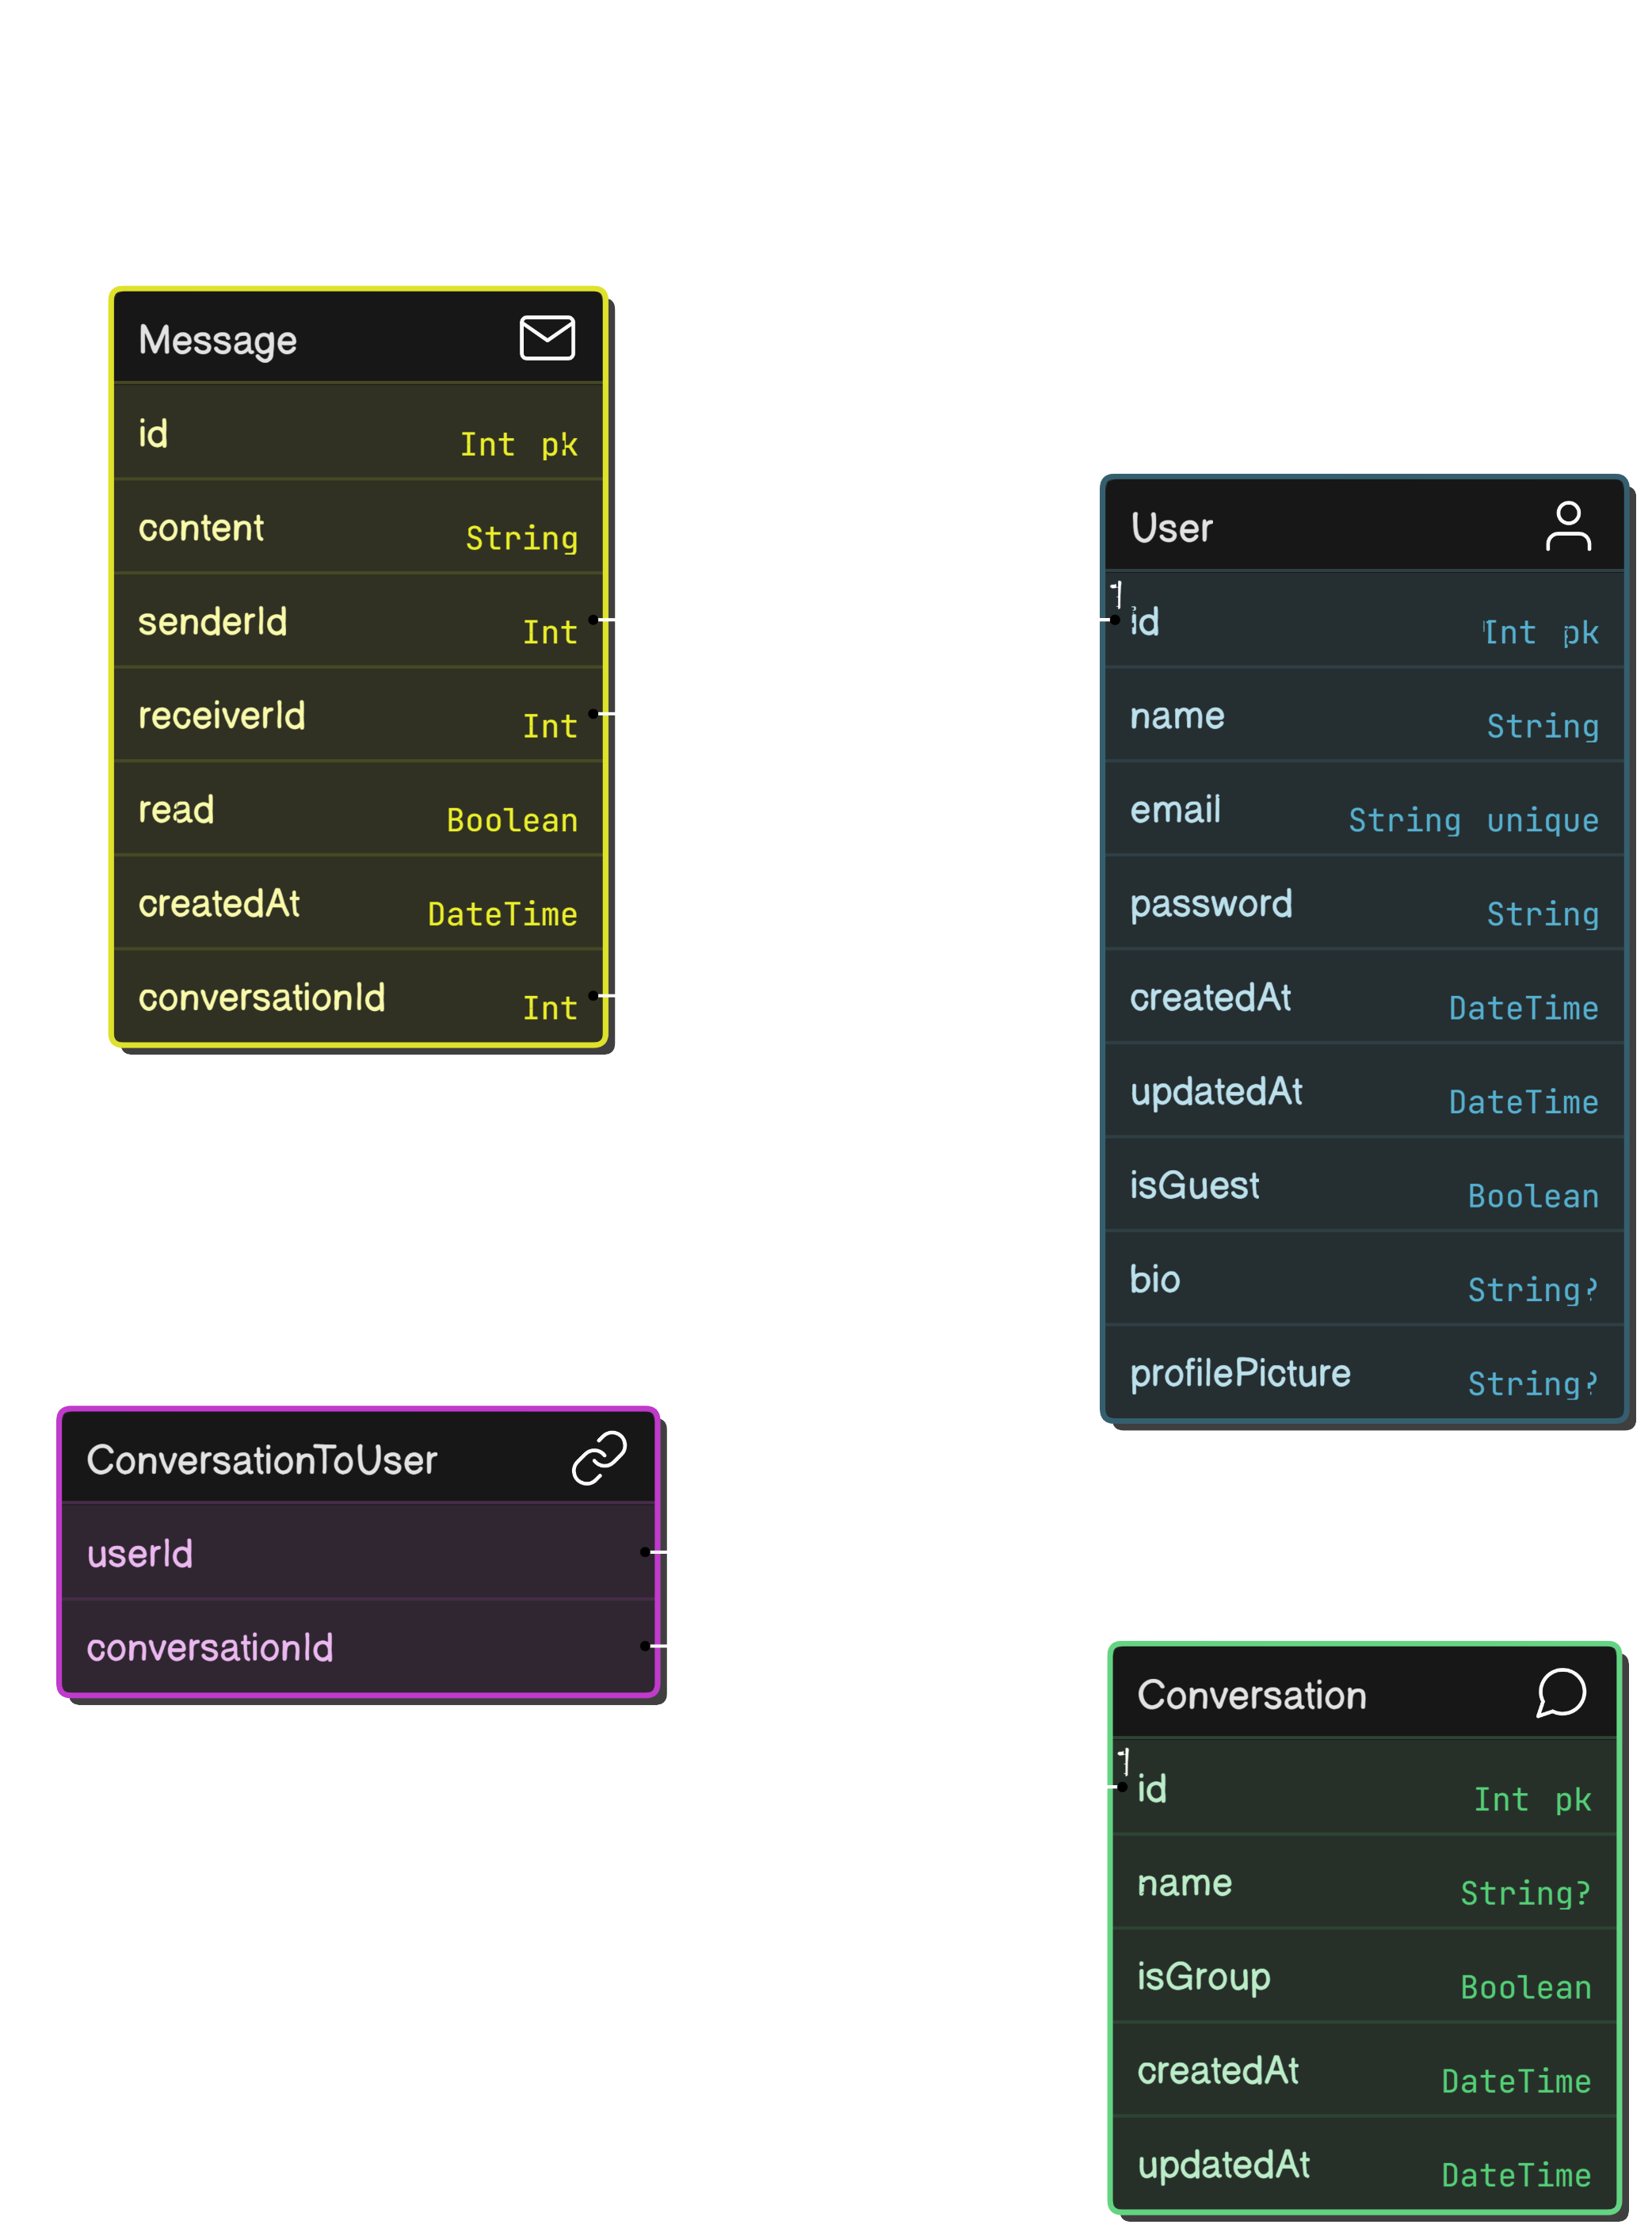 Message
id Int pk
content String
senderId Int
receiverId Int
read Boolean
createdAt DateTime
conversationId Int
User
1
id Int pk
name String
email String unique
password String
createdAt DateTime
updatedAt DateTime
isGuest Boolean
bio String?
profilePicture String?
ConversationToUser
userId
conversationId
Conversation
1
id Int pk
name String?
isGroup Boolean
createdAt DateTime
updatedAt DateTime